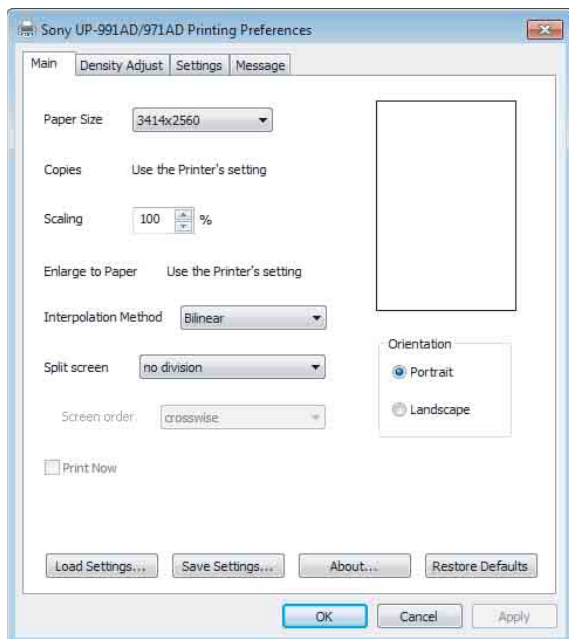 Sony UP-991AD/971AD Printing Preferences
Main Density Adjust Settings Message
Paper Size 3414x2560
Copies Use the Printer's setting
Scaling 100 %
Enlarge to Paper Use the Printer's setting
Interpolation Method Bilinear
Orientation
Split screen no division
Portrait
Screen order crosswise
Landscape
Print Now
Load Settings... Save Settings... About... Restore Defaults
OK Cancel Apply